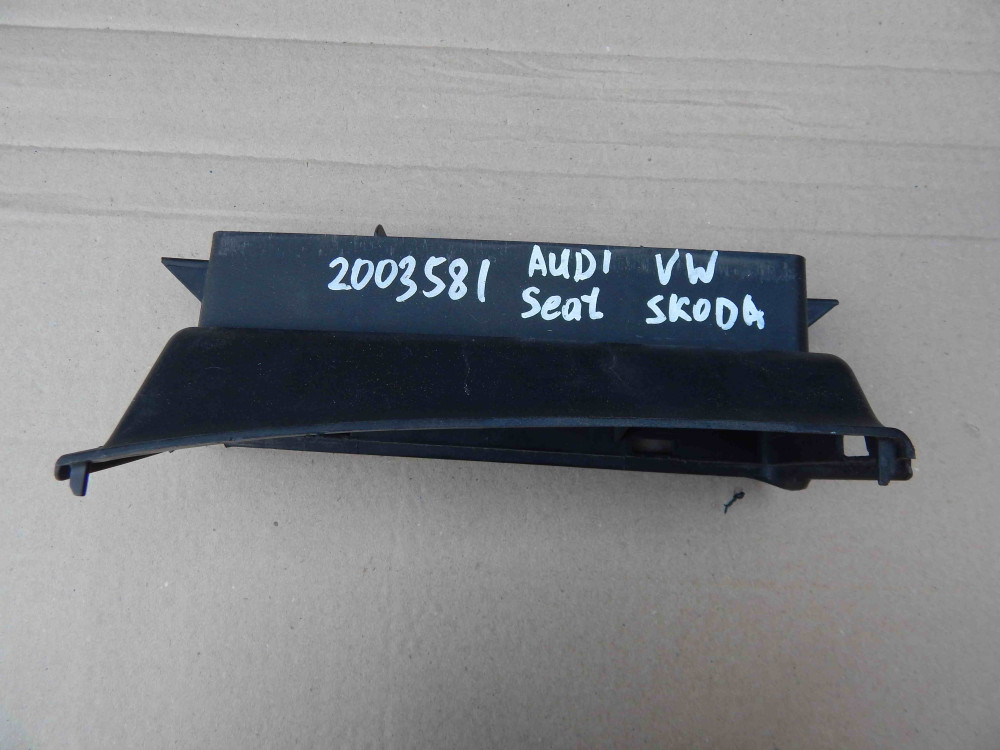 2003581 AUDI VW
Seat SKODA